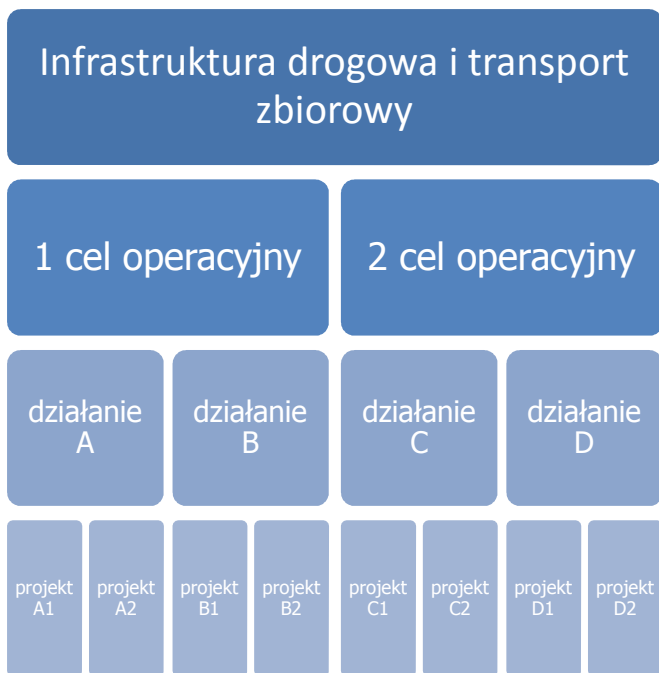 Infrastruktura drogowa i transport
zbiorowy
1 cel operacyjny
2 cel operacyjny
działanie
A
działanie
B
działanie
C
działanie
D
projekt
A1
projekt
A2
projekt
B1
projekt
B2
projekt
C1
projekt
C2
projekt
D1
projekt
D2